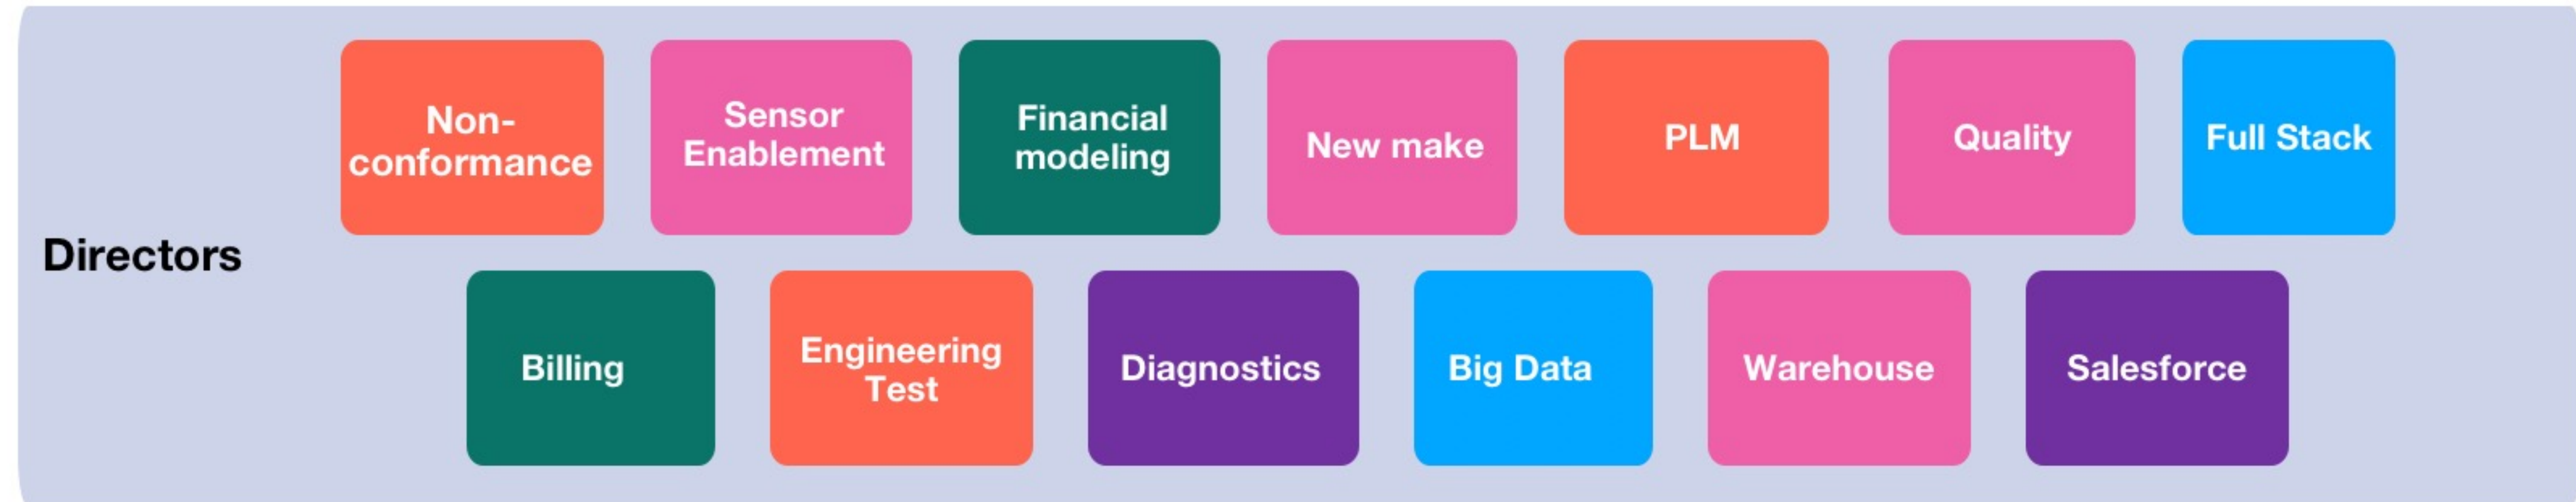 Directors
Non-
conformance
Sensor
Enablement
Financial
modeling
New make
PLM
Quality
Full Stack
Billing
Engineering
Test
Diagnostics
Big Data
Warehouse
Salesforce